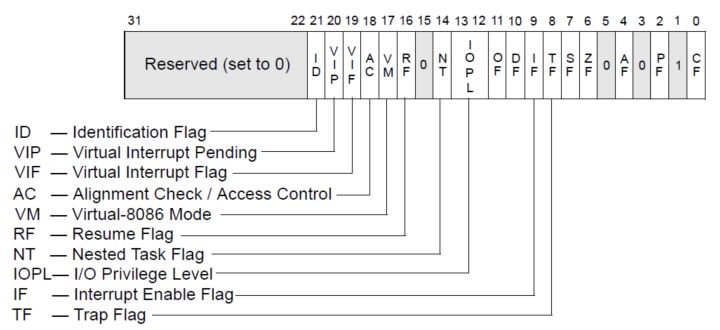 31 22 21 20 19 18 17 16 15 14 13 12 11 10 9 8 7 6 5 4 3 2 1 0
Reserved (set to 0) ID VIP VIF AC VM RF 0 NT IOPL OF DF IF TF SF ZF 0 AF 0 PF 1 CF
ID — Identification Flag
VIP — Virtual Interrupt Pending
VIF — Virtual Interrupt Flag
AC — Alignment Check / Access Control
VM — Virtual-8086 Mode
RF — Resume Flag
NT — Nested Task Flag
IOPL— I/O Privilege Level
IF — Interrupt Enable Flag
TF — Trap Flag